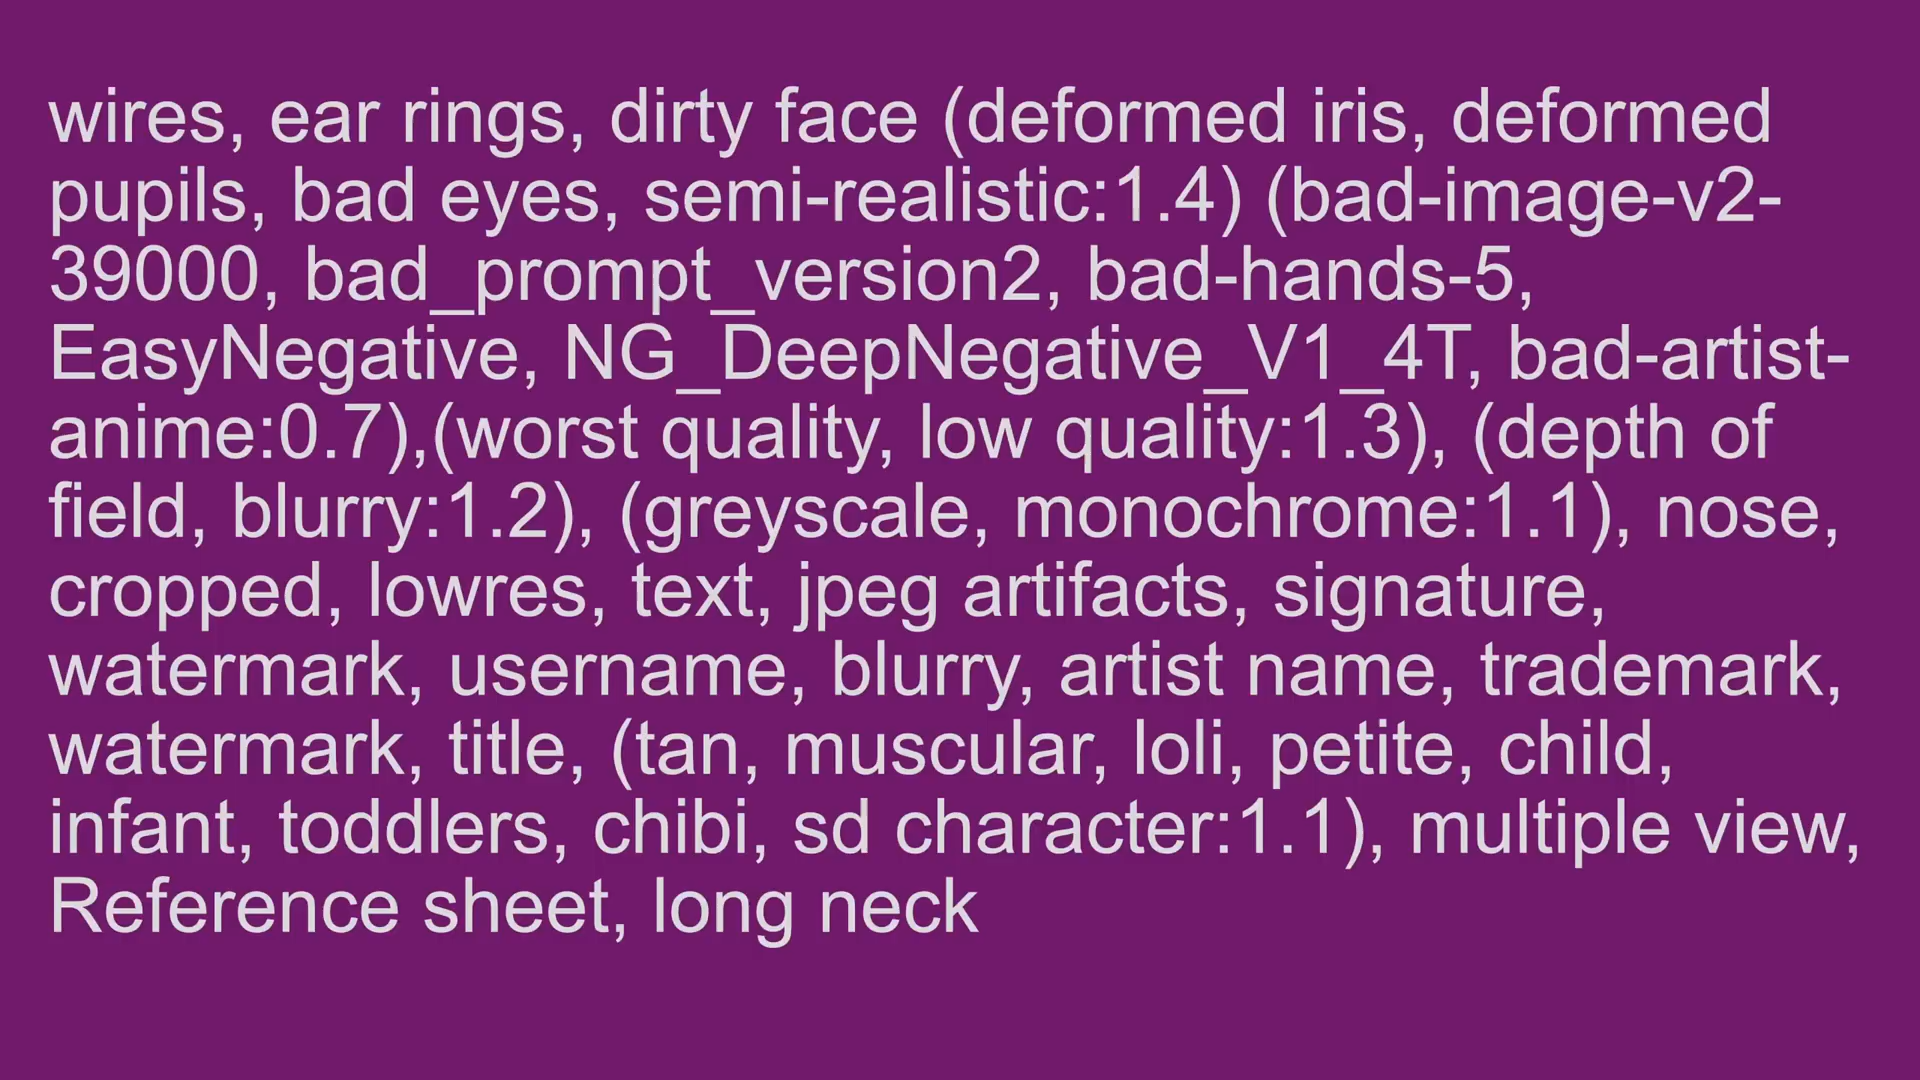 wires, ear rings, dirty face (deformed iris, deformed
pupils, bad eyes, semi-realistic:1.4) (bad-image-v2-
39000, bad_prompt_version2, bad-hands-5,
EasyNegative, NG_DeepNegative_V1_4T, bad-artist-
anime:0.7),(worst quality, low quality:1.3), (depth of
field, blurry:1.2), (greyscale, monochrome:1.1), nose,
cropped, lowres, text, jpeg artifacts, signature,
watermark, username, blurry, artist name, trademark,
watermark, title, (tan, muscular, loli, petite, child,
infant, toddlers, chibi, sd character:1.1), multiple view,
Reference sheet, long neck